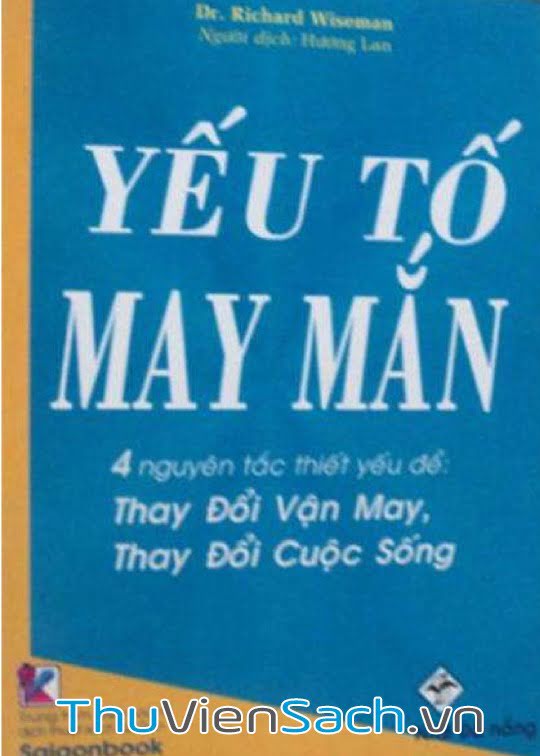 Dr. Richard Wiseman
Người dịch: Hương Lan
YẾU TỐ
MAY MẮN
4 nguyên tắc thiết yếu để:
Thay Đổi Vận May,
Thay Đổi Cuộc Sống
ThuVienSach.vn
Saigonbook